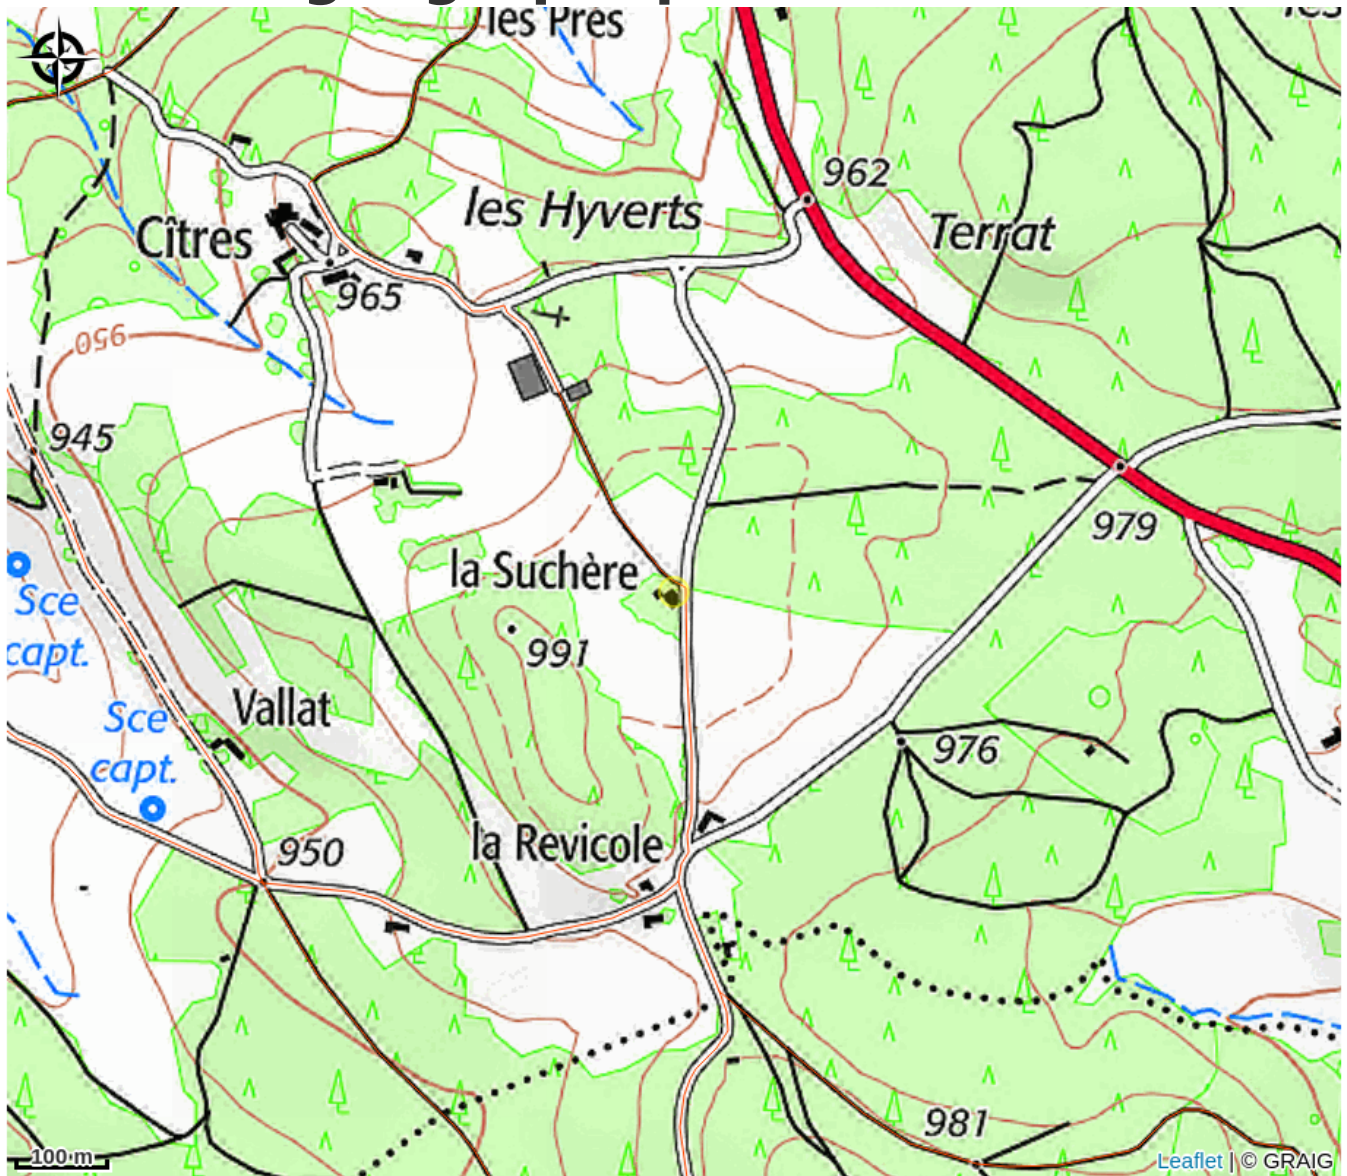 les Prés
962
les Hyverts
Terrat
Cîtres
965
950
945
979
la Suchère
Sce
capt.
991
Vallat
Sce
capt.
976
la Revicole
950
981
100 m
Leaflet | © GRAIG